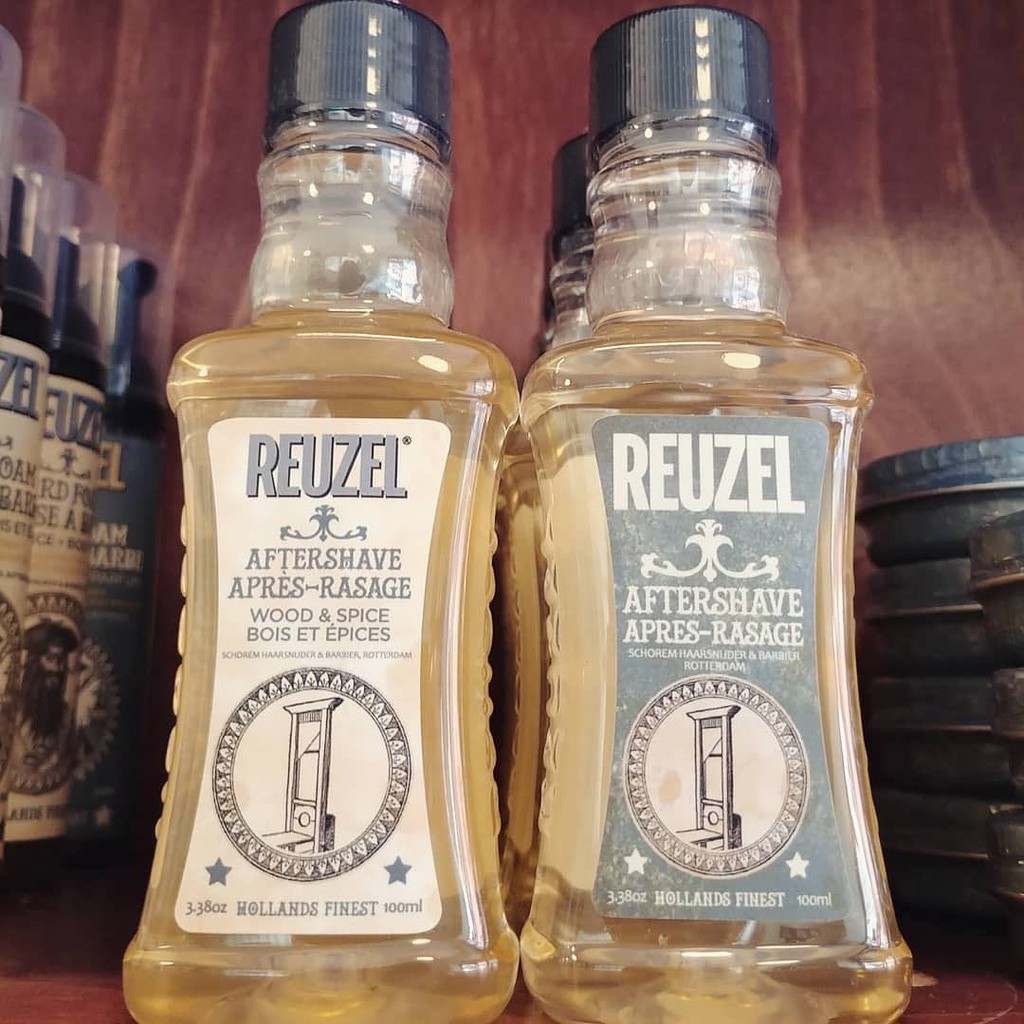 REUZEL®
AFTERSHAVE
APRÈS-RASAGE
WOOD & SPICE
BOIS ET ÉPICES
SCHOREM HAARSNIJDER & BARBIER, ROTTERDAM
3.38oz HOLLANDS FINEST 100ml
REUZEL
AFTERSHAVE
APRES-RASAGE
SCHOREM HAARSNIJDER & BARBIER
ROTTERDAM
3.38oz HOLLANDS FINEST 100ml